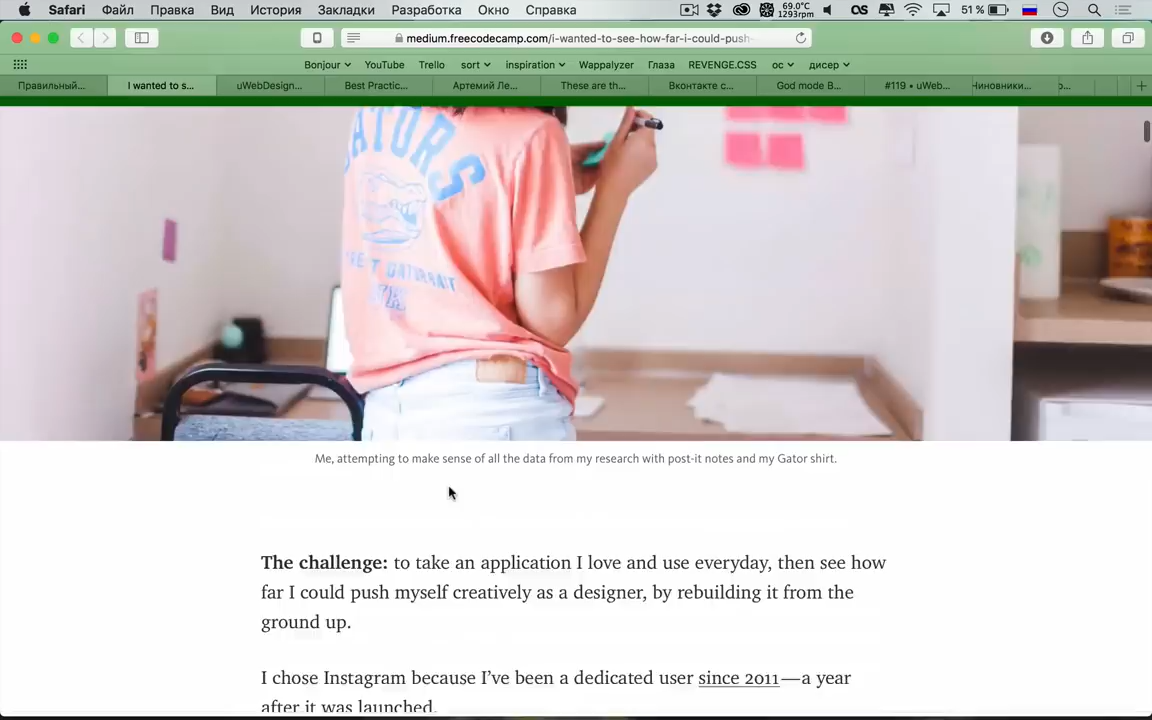 Safari Файл Правка Вид История Закладки Разработка Окно Справка 69.0°C 1293rpm OS 51 %
medium.freecodecamp.com/i-wanted-to-see-how-far-i-could-push-
Bonjour YouTube Trello sort inspiration Wappalyzer Глаза REVENGE.CSS ос дисер
Правильный... I wanted to s... uWebDesign... Best Practic... Артемий Ле... These are th... Вконтакте с... God mode B... #119 • uWeb... Чиновники...
GATORS
Me, attempting to make sense of all the data from my research with post-it notes and my Gator shirt.
The challenge: to take an application I love and use everyday, then see how
far I could push myself creatively as a designer, by rebuilding it from the
ground up.
I chose Instagram because I’ve been a dedicated user since 2011—a year
after it was launched.